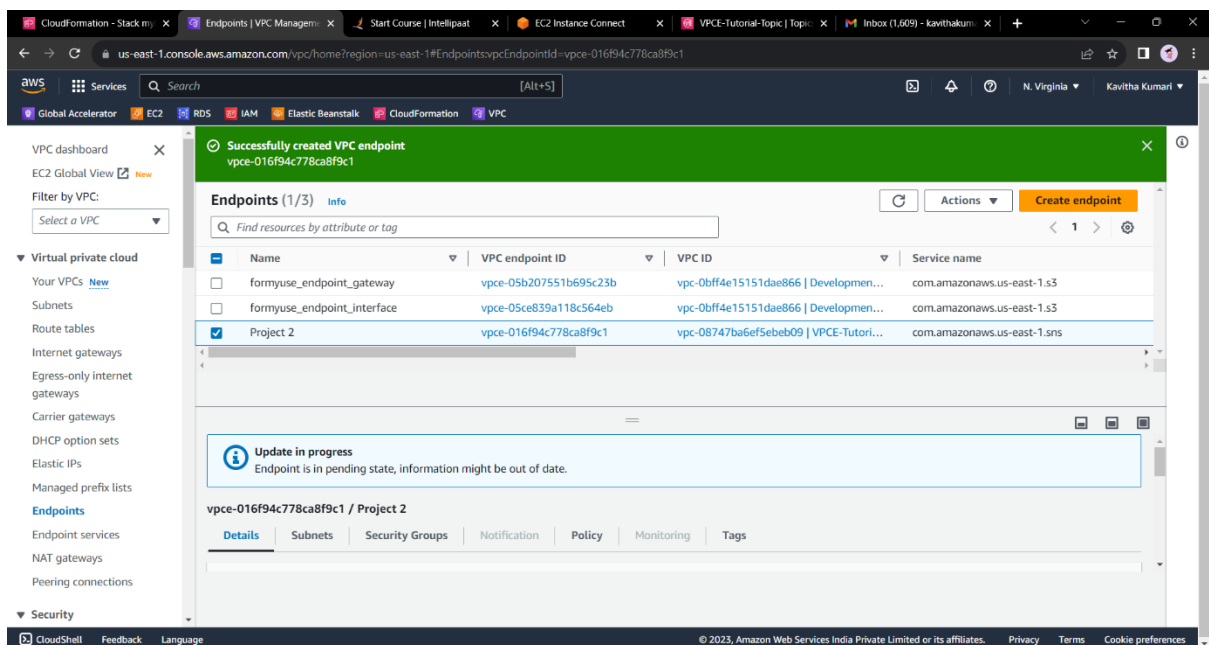 CloudFormation - Stack my
Endpoints | VPC Manageme
Start Course | Intellipaat
EC2 Instance Connect
VPCE-Tutorial-Topic | Topic
Inbox (1,609) - kavithakum
us-east-1.console.aws.amazon.com/vpc/home?region=us-east-1#Endpoints:vpcEndpointId=vpce-016f94c778ca8f9c1
aws
Services
Search
[Alt+S]
N. Virginia
Kavitha Kumari
Global Accelerator
EC2
RDS
IAM
Elastic Beanstalk
CloudFormation
VPC
VPC dashboard
EC2 Global View New
Filter by VPC:
Select a VPC
Virtual private cloud
Your VPCs New
Subnets
Route tables
Internet gateways
Egress-only internet
gateways
Carrier gateways
DHCP option sets
Elastic IPs
Managed prefix lists
Endpoints
Endpoint services
NAT gateways
Peering connections
Security
Successfully created VPC endpoint
vpce-016f94c778ca8f9c1
Endpoints (1/3) Info
Actions
Create endpoint
Find resources by attribute or tag
1
Name VPC endpoint ID VPC ID Service name
formyuse_endpoint_gateway vpce-05b207551b695c23b vpc-0bff4e15151dae866 | Developmen... com.amazonaws.us-east-1.s3
formyuse_endpoint_interface vpce-05ce839a118c564eb vpc-0bff4e15151dae866 | Developmen... com.amazonaws.us-east-1.s3
Project 2 vpce-016f94c778ca8f9c1 vpc-08747ba6ef5ebeb09 | VPCE-Tutori... com.amazonaws.us-east-1.sns
Update in progress
Endpoint is in pending state, information might be out of date.
vpce-016f94c778ca8f9c1 / Project 2
Details Subnets Security Groups Notification Policy Monitoring Tags
CloudShell Feedback Language © 2023, Amazon Web Services India Private Limited or its affiliates. Privacy Terms Cookie preferences